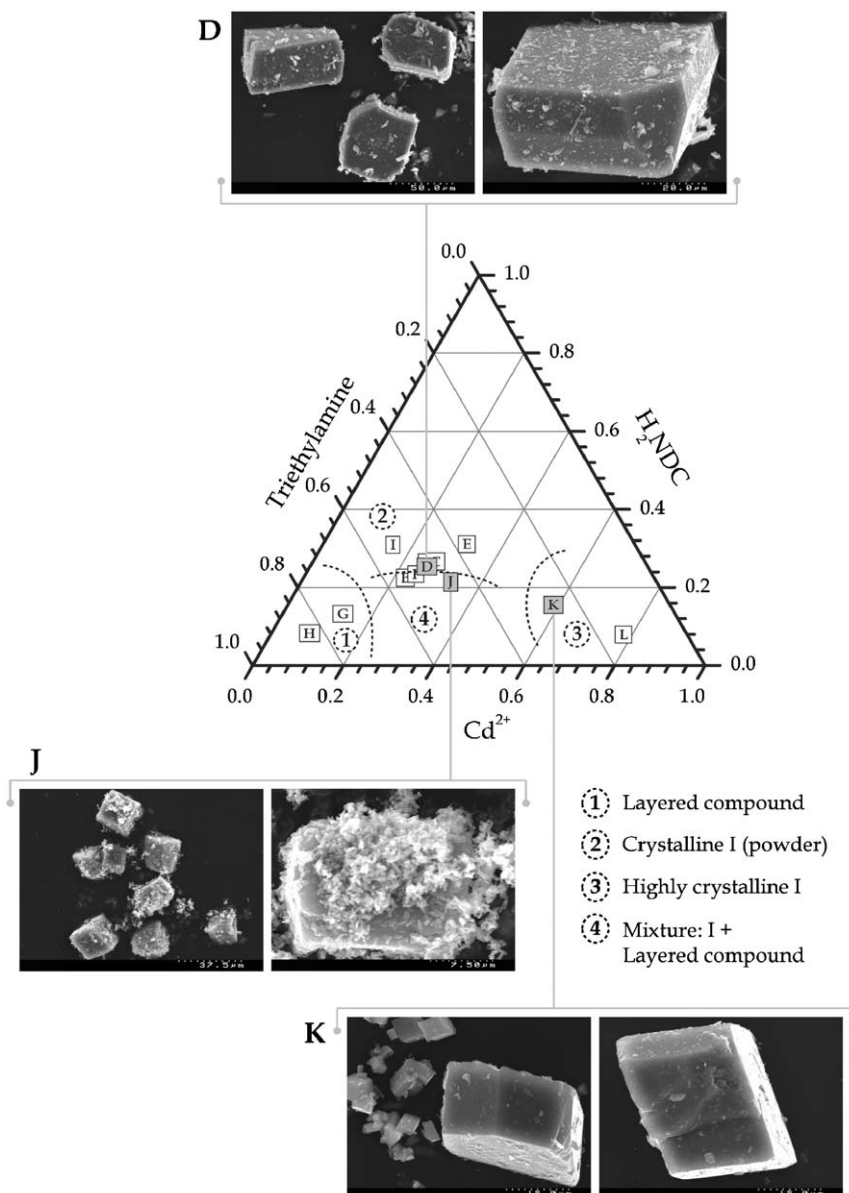 D
50.0µm
20.0µm
0.0
1.0
0.2
0.8
0.4
Triethylamine
H2NDC
0.6
0.6
2
0.4
I
E
D
0.8
J
0.2
K
G
4
H
1
3
L
1.0
0.0
0.0
0.2
0.4
0.6
0.8
1.0
Cd2+
J
1 Layered compound
2 Crystalline I (powder)
3 Highly crystalline I
4 Mixture: I +
Layered compound
37.5µm
7.50µm
K